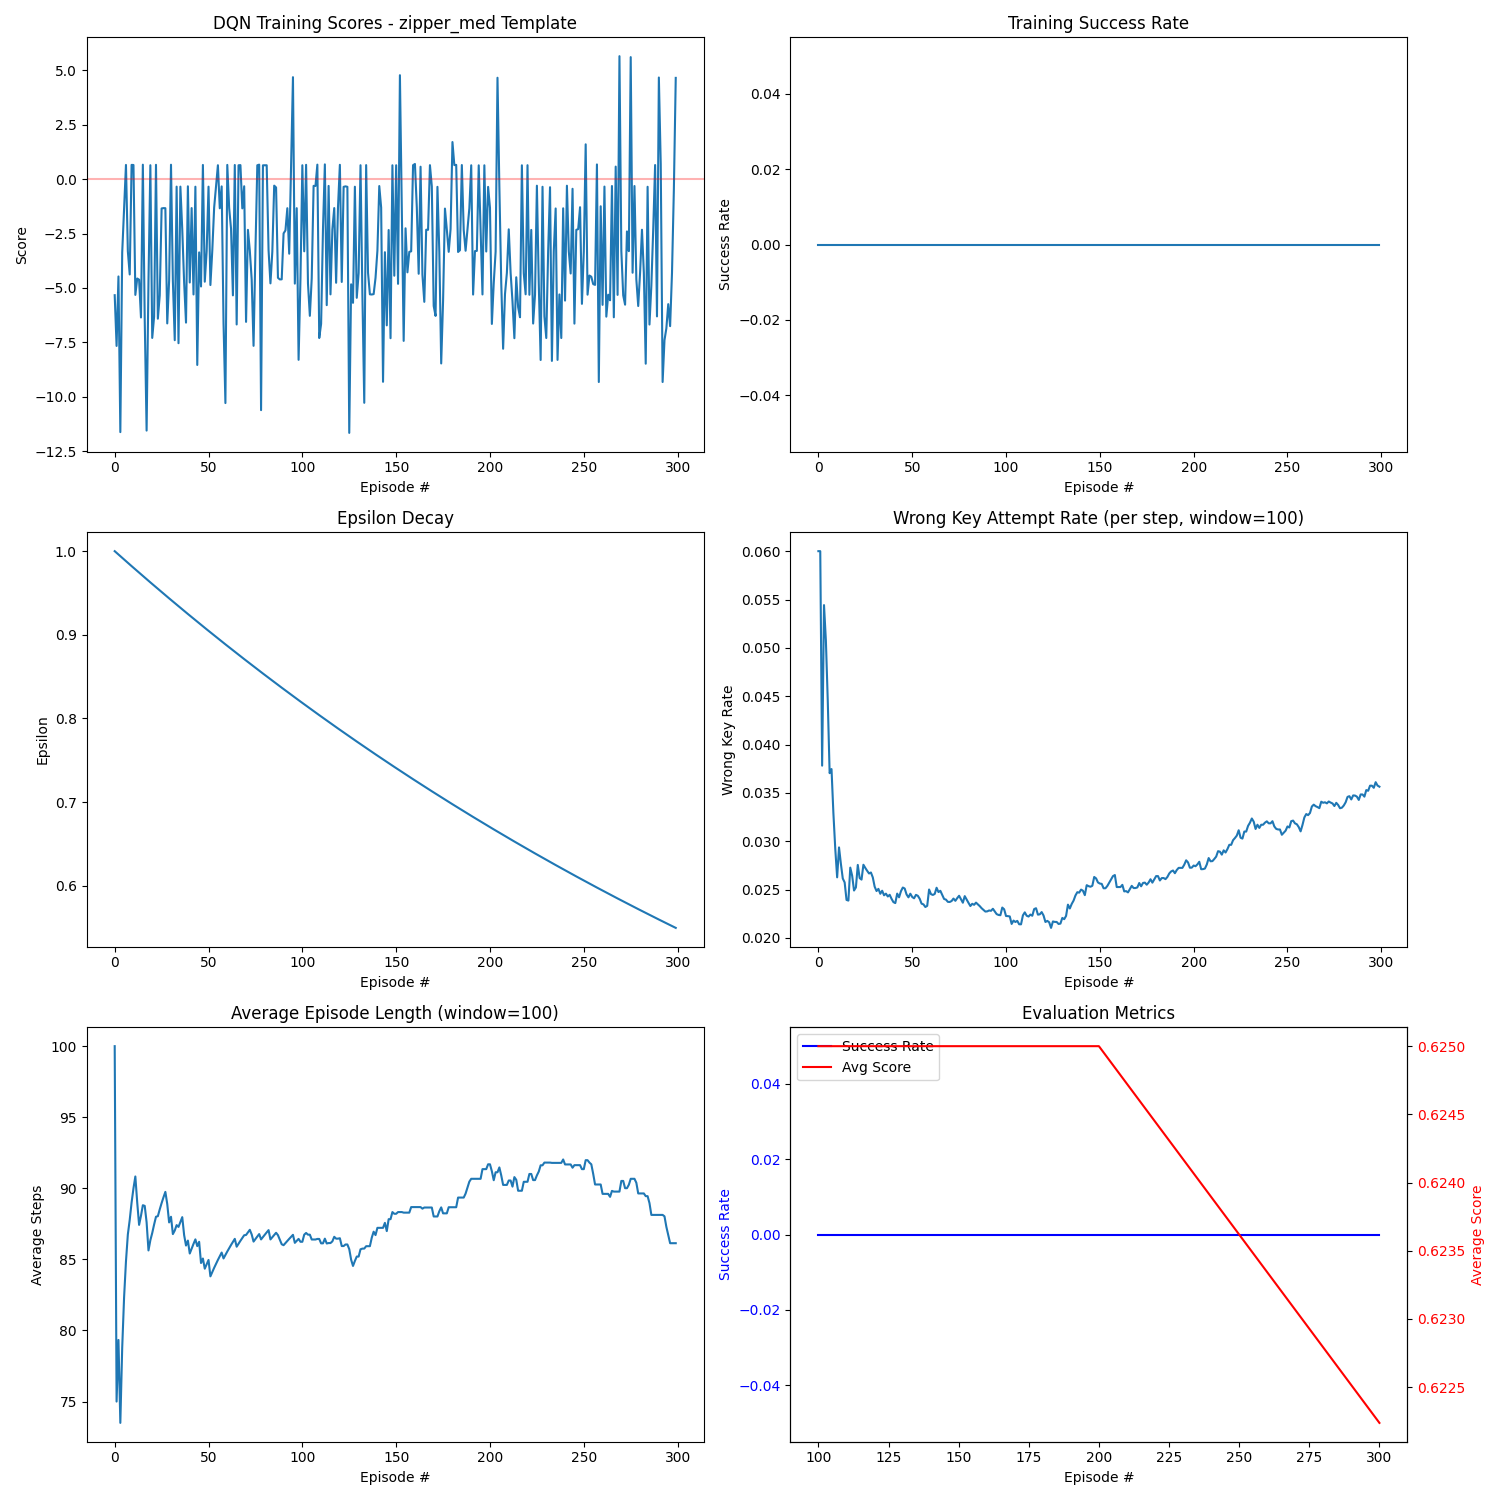 DQN Training Scores - zipper_med Template
Score
5.0
2.5
0.0
−2.5
−5.0
−7.5
−10.0
−12.5
0 50 100 150 200 250 300
Episode #
Training Success Rate
Success Rate
0.04
0.02
0.00
−0.02
−0.04
0 50 100 150 200 250 300
Episode #
Epsilon Decay
Epsilon
1.0
0.9
0.8
0.7
0.6
0 50 100 150 200 250 300
Episode #
Wrong Key Attempt Rate (per step, window=100)
Wrong Key Rate
0.060
0.055
0.050
0.045
0.040
0.035
0.030
0.025
0.020
0 50 100 150 200 250 300
Episode #
Average Episode Length (window=100)
Average Steps
100
95
90
85
80
75
0 50 100 150 200 250 300
Episode #
Evaluation Metrics
Success Rate
Avg Score
Success Rate
0.04
0.02
0.00
−0.02
−0.04
100 125 150 175 200 225 250 275 300
Episode #
0.6250
0.6245
0.6240
0.6235
0.6230
0.6225
Average Score